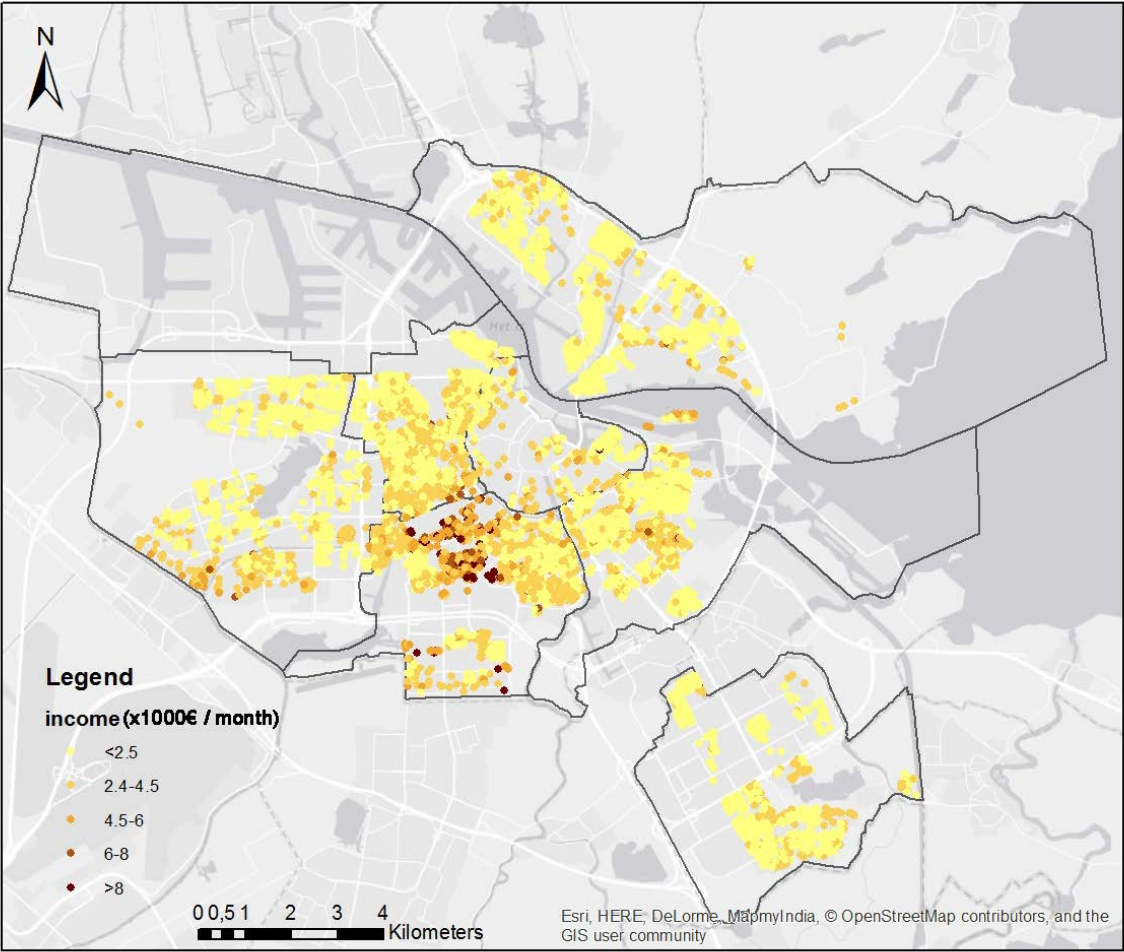 N
Het
Legend
income (x1000€ / month)
<2.5
2.4-4.5
4.5-6
6-8
>8
0 0,5 1 2 3 4
Kilometers
Esri, HERE, DeLorme, MapmyIndia, © OpenStreetMap contributors, and the
GIS user community